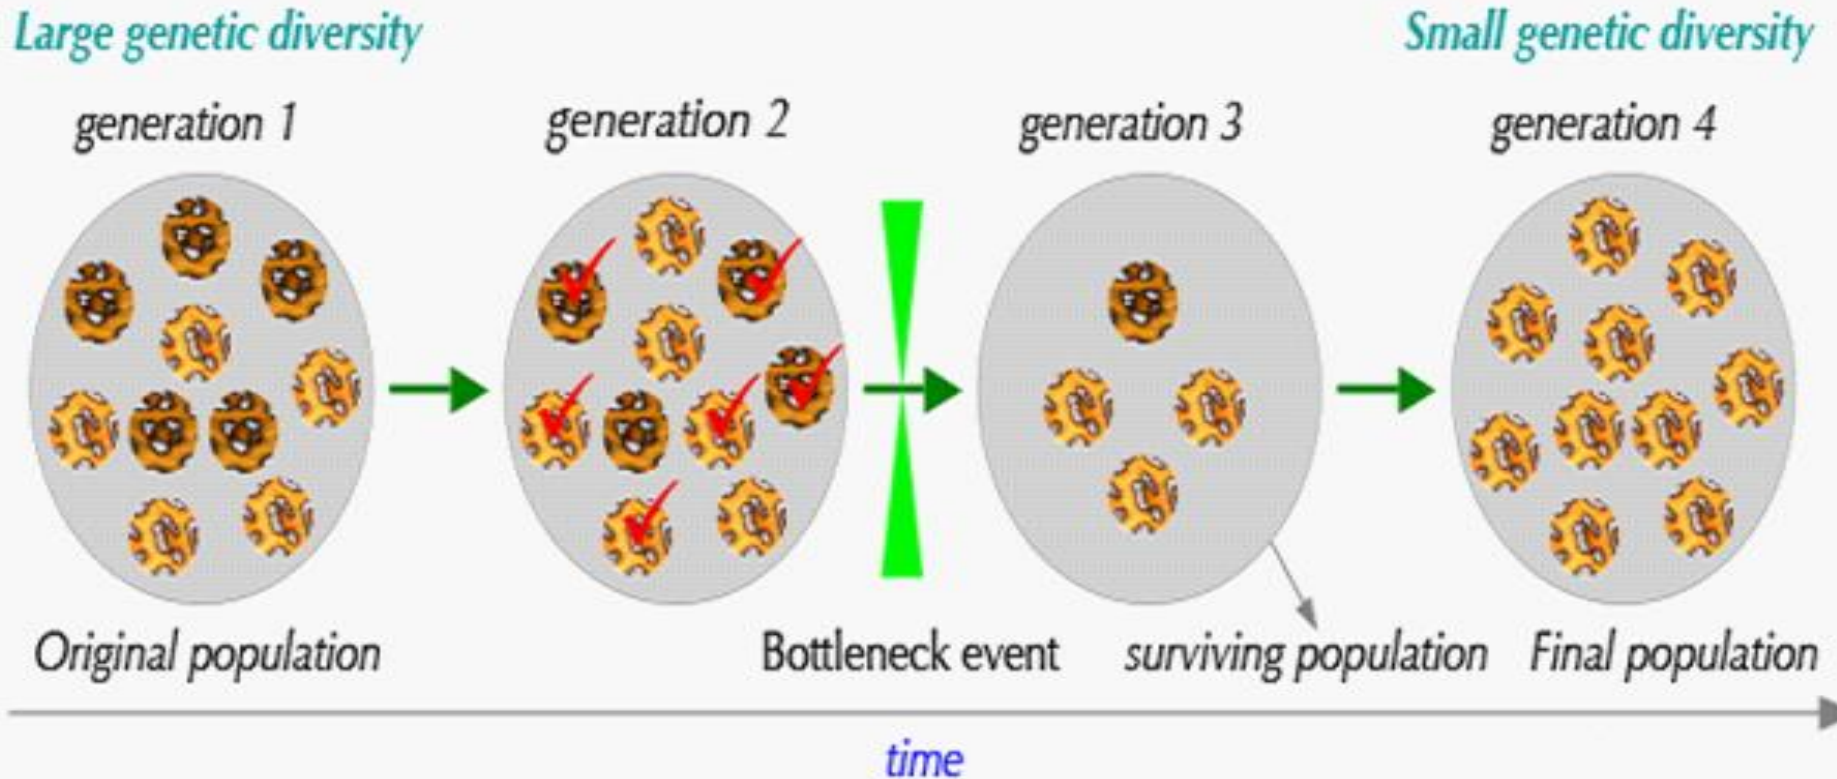 Large genetic diversity
Small genetic diversity
generation 1
generation 2
generation 3
generation 4
Original population
Bottleneck event
surviving population
Final population
time